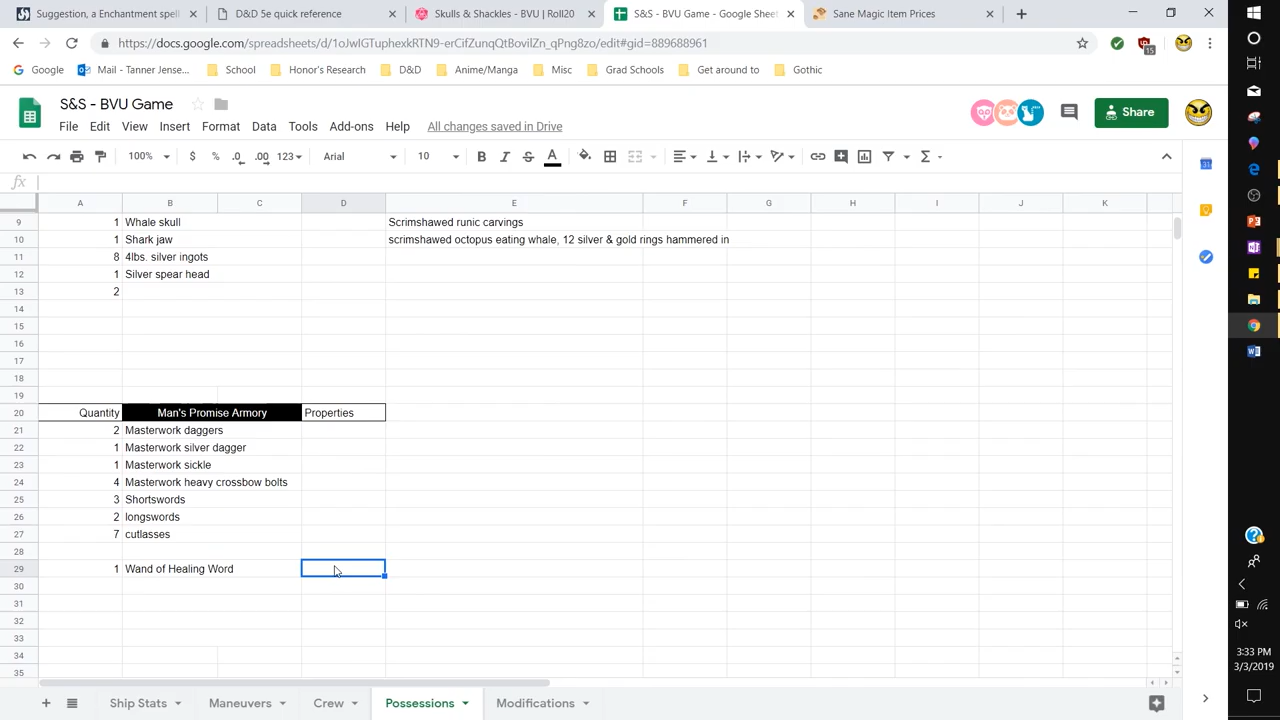 Suggestion, a Enchantment spell
D&D 5e quick reference
Skulls & Shackles - BVU | Roll20
S&S - BVU Game - Google Sheet
Sane Magic Item Prices
https://docs.google.com/spreadsheets/d/1oJwIGTuphexkRTN9-erCifZnqqQtBovilZn_qPng8zo/edit#gid=889688961
15
Google
Mail - Tanner Jense...
School
Honor's Research
D&D
Anime/Manga
Misc
Grad Schools
Get around to
Gothic
S&S - BVU Game
File Edit View Insert Format Data Tools Add-ons Help All changes saved in Drive
Share
100% $ % .0 .00 123 Arial 10 B I S A Σ
fx
A B C D E F G H I J K
9 1 Whale skull Scrimshawed runic carvings
10 1 Shark jaw scrimshawed octopus eating whale, 12 silver & gold rings hammered in
11 8 4lbs. silver ingots
12 1 Silver spear head
13 2
14
15
16
17
18
19
20 Quantity Man's Promise Armory Properties
21 2 Masterwork daggers
22 1 Masterwork silver dagger
23 1 Masterwork sickle
24 4 Masterwork heavy crossbow bolts
25 3 Shortswords
26 2 longswords
27 7 cutlasses
28
29 1 Wand of Healing Word
30
31
32
33
34
35
Ship Stats Maneuvers Crew Possessions Modifications
31
3:33 PM
3/3/2019